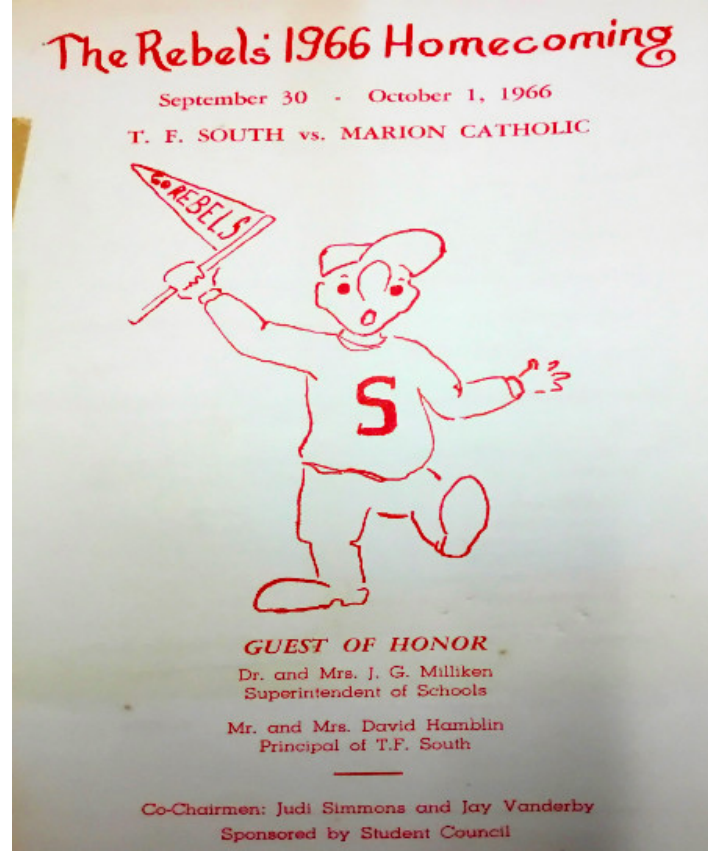 The Rebels' 1966 Homecoming
September 30 - October 1, 1966
T. F. SOUTH vs. MARION CATHOLIC
GO REBELS
S
GUEST OF HONOR
Dr. and Mrs. J. G. Milliken
Superintendent of Schools
Mr. and Mrs. David Hamblin
Principal of T.F. South
Co-Chairmen: Judi Simmons and Jay Vanderby
Sponsored by Student Council